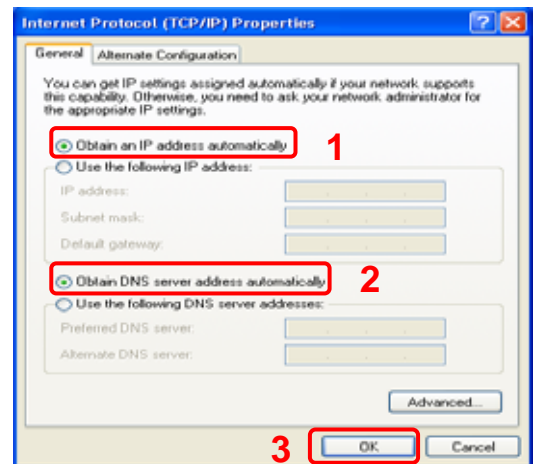 Internet Protocol (TCP/IP) Properties
General
Alternate Configuration
You can get IP settings assigned automatically if your network supports
this capability. Otherwise, you need to ask your network administrator for
the appropriate IP settings.
Obtain an IP address automatically
1
Use the following IP address:
IP address:
Subnet mask:
Default gateway:
Obtain DNS server address automatically
2
Use the following DNS server addresses:
Preferred DNS server:
Alternate DNS server:
Advanced...
3
OK
Cancel